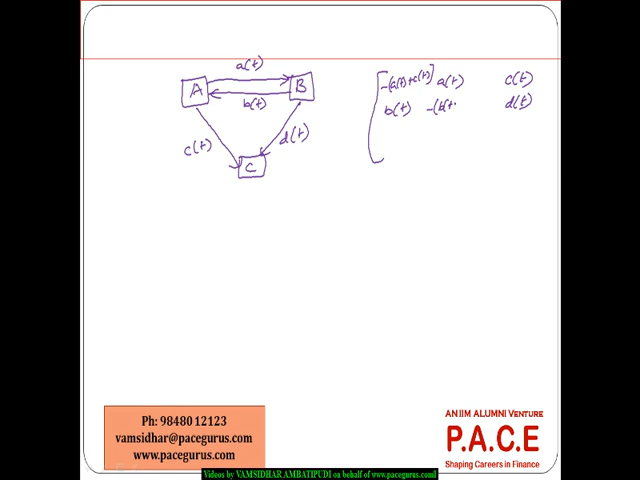 a(t)
A B
b(t)
c(t) d(t)
C
-[a(t)+c(t)] a(t) c(t)
b(t) -(b(t. d(t)
Ph: 98480 12123
vamsidhar@pacegurus.com
www.pacegurus.com
AN IIM ALUMNI VENTURE
P.A.C.E
Shaping Careers in Finance
Videos by VAMSIDHAR AMBATIPUDI on behalf of www.pacegurus.com